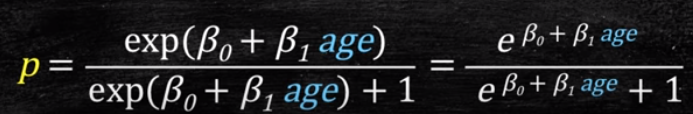 p = exp(β₀ + β₁ age) / exp(β₀ + β₁ age) + 1 = e^(β₀ + β₁ age) / e^(β₀ + β₁ age) + 1